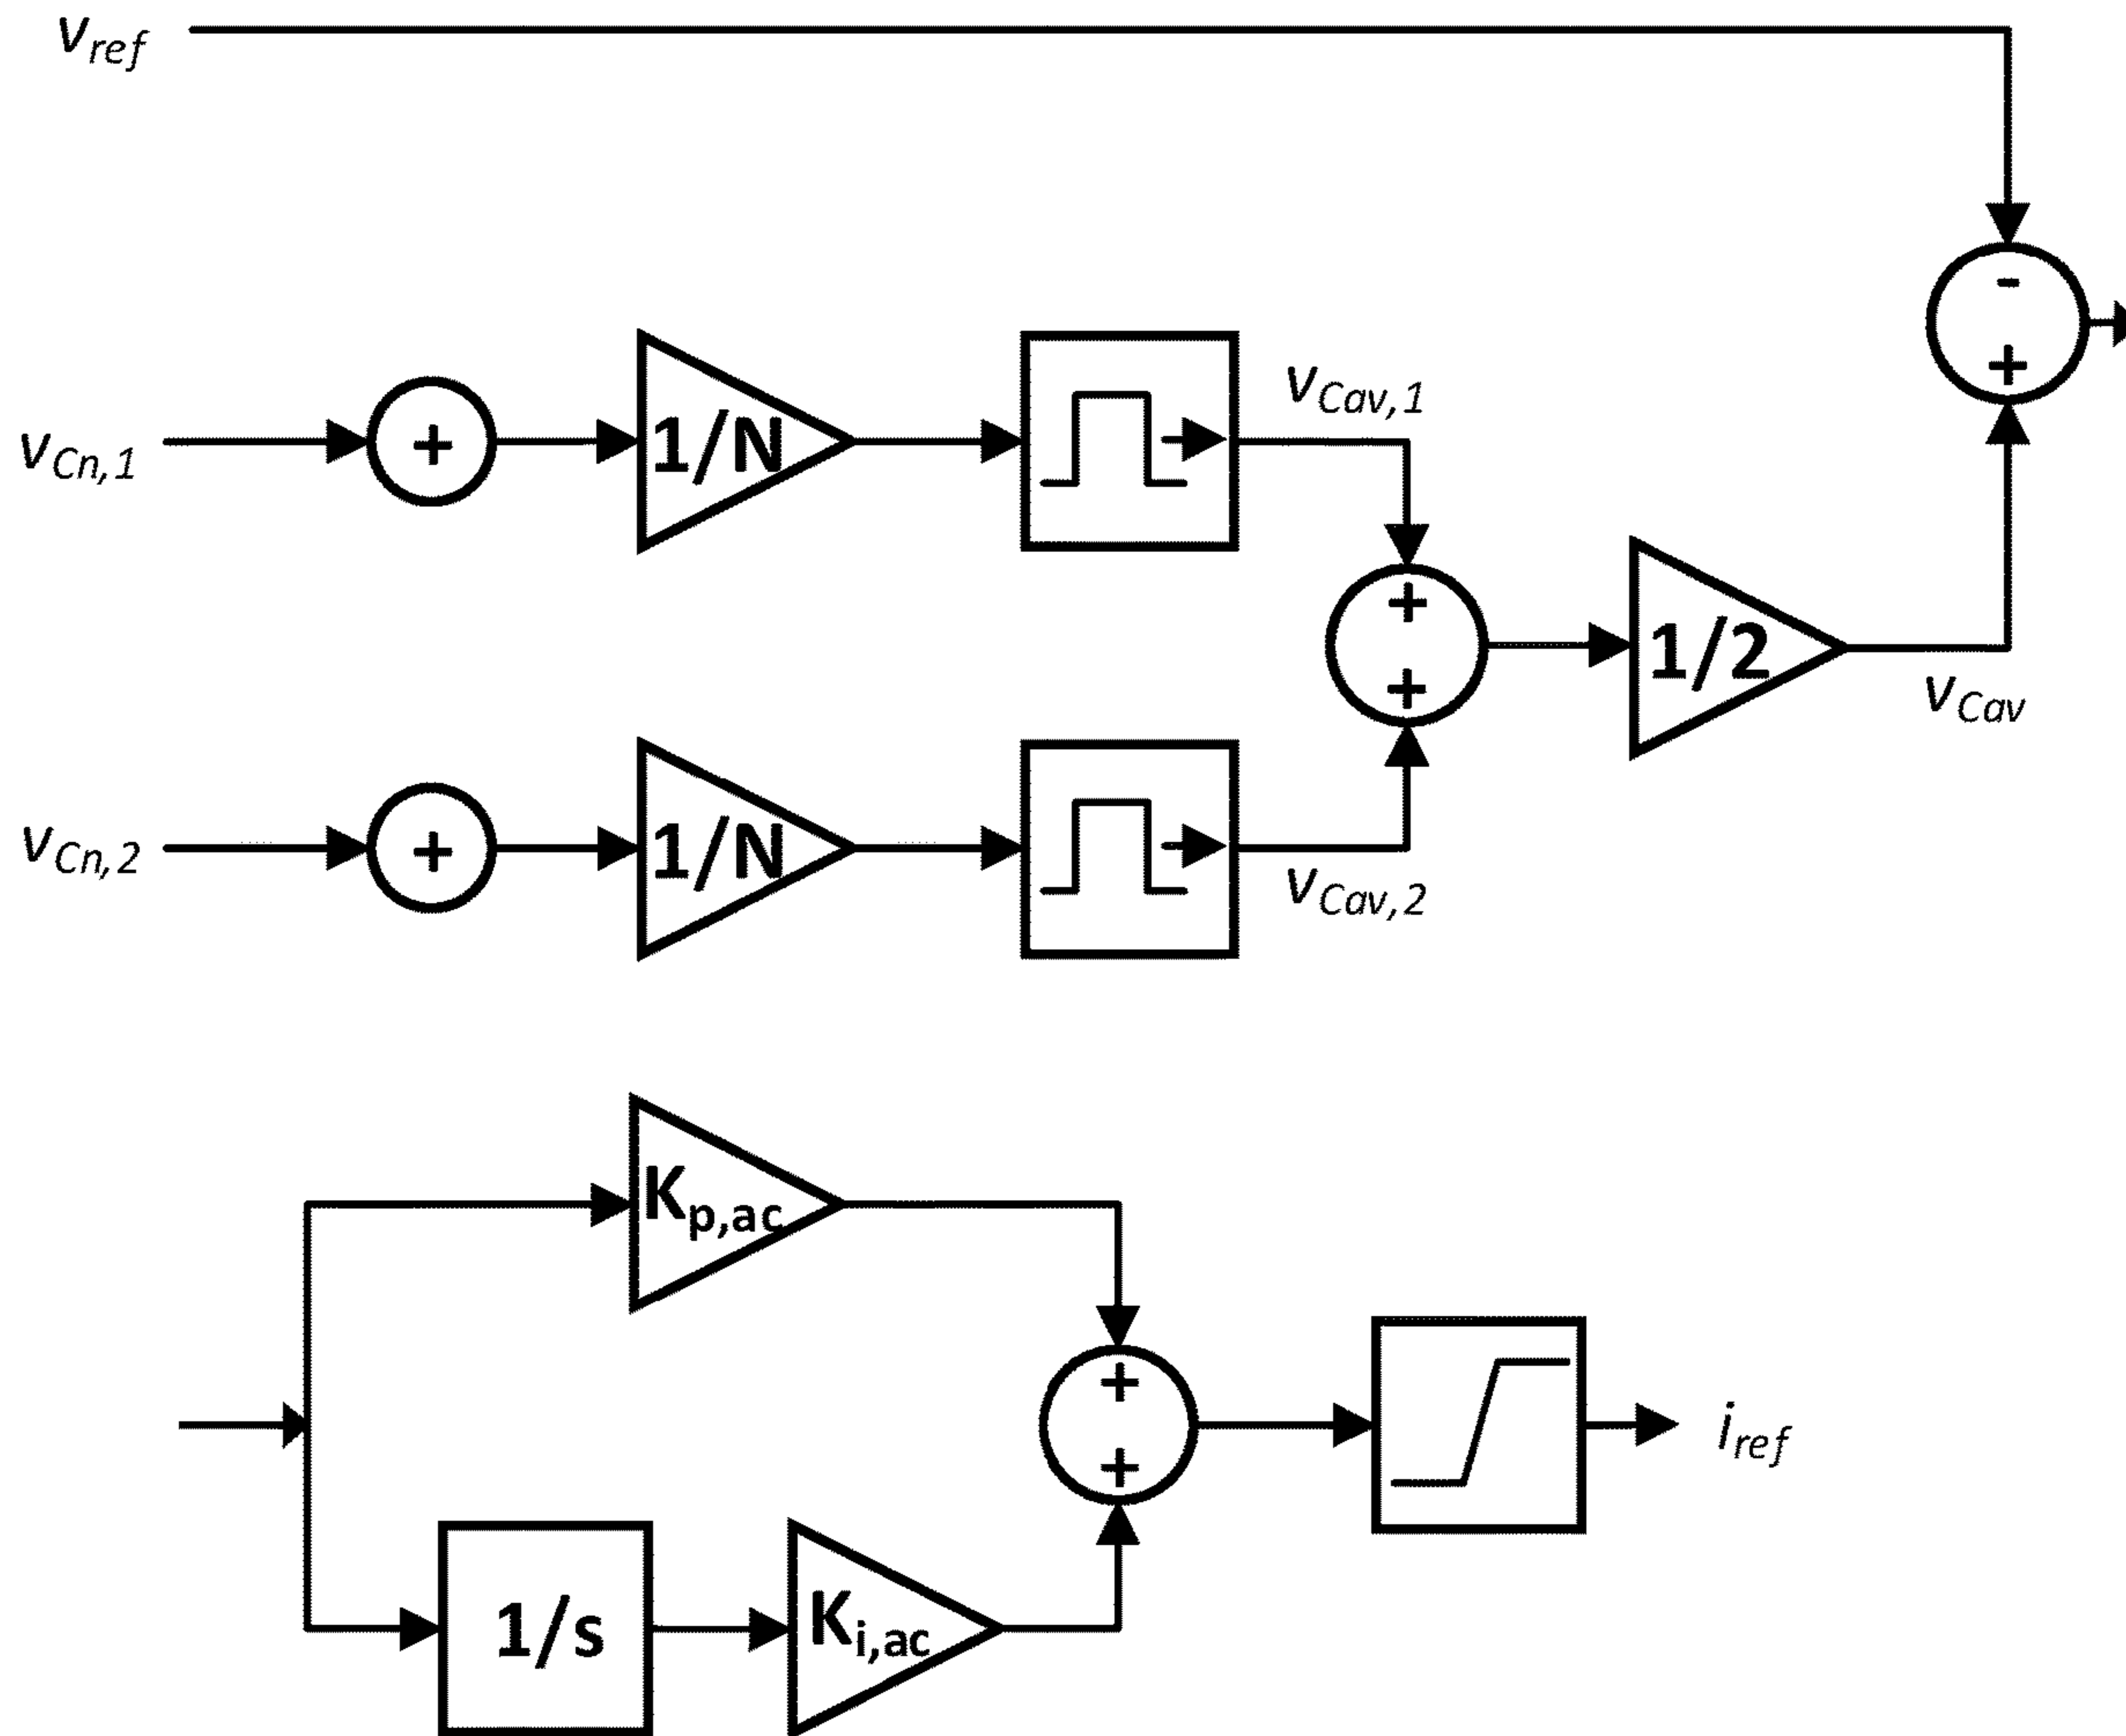 v_ref
-
+
v_Cn,1
+
1/N
v_Cav,1
+
+
1/2
v_Cav
v_Cn,2
+
1/N
v_Cav,2
K_p,ac
+
+
i_ref
1/s
K_i,ac